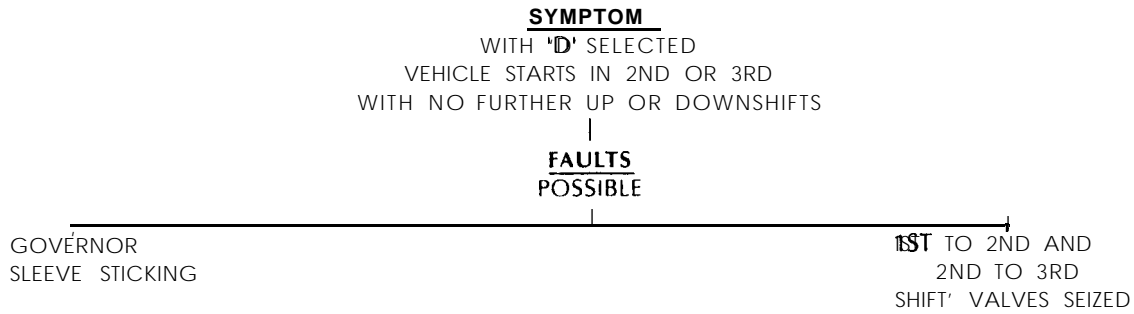 SYMPTOM
WITH 'D' SELECTED
VEHICLE STARTS IN 2ND OR 3RD
WITH NO FURTHER UP OR DOWNSHIFTS
FAULTS
POSSIBLE
GOVERNOR
SLEEVE STICKING
1ST TO 2ND AND
2ND TO 3RD
SHIFT' VALVES SEIZED